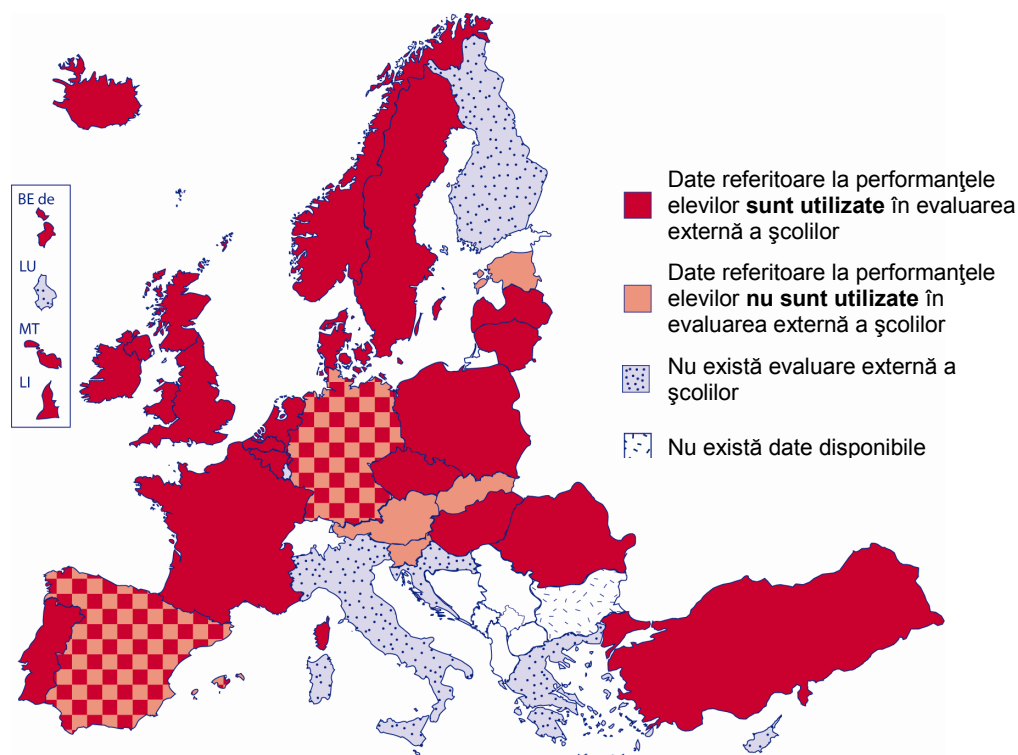 BE de
LU
MT
LI
Date referitoare la performanţele
elevilor sunt utilizate în evaluarea
externă a şcolilor
Date referitoare la performanţele
elevilor nu sunt utilizate în
evaluarea externă a şcolilor
Nu există evaluare externă a
şcolilor
Nu există date disponibile